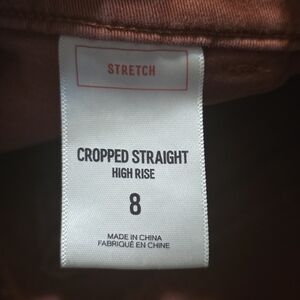 STRETCH
CROPPED STRAIGHT
HIGH RISE
8
MADE IN CHINA
FABRIQUÉ EN CHINE